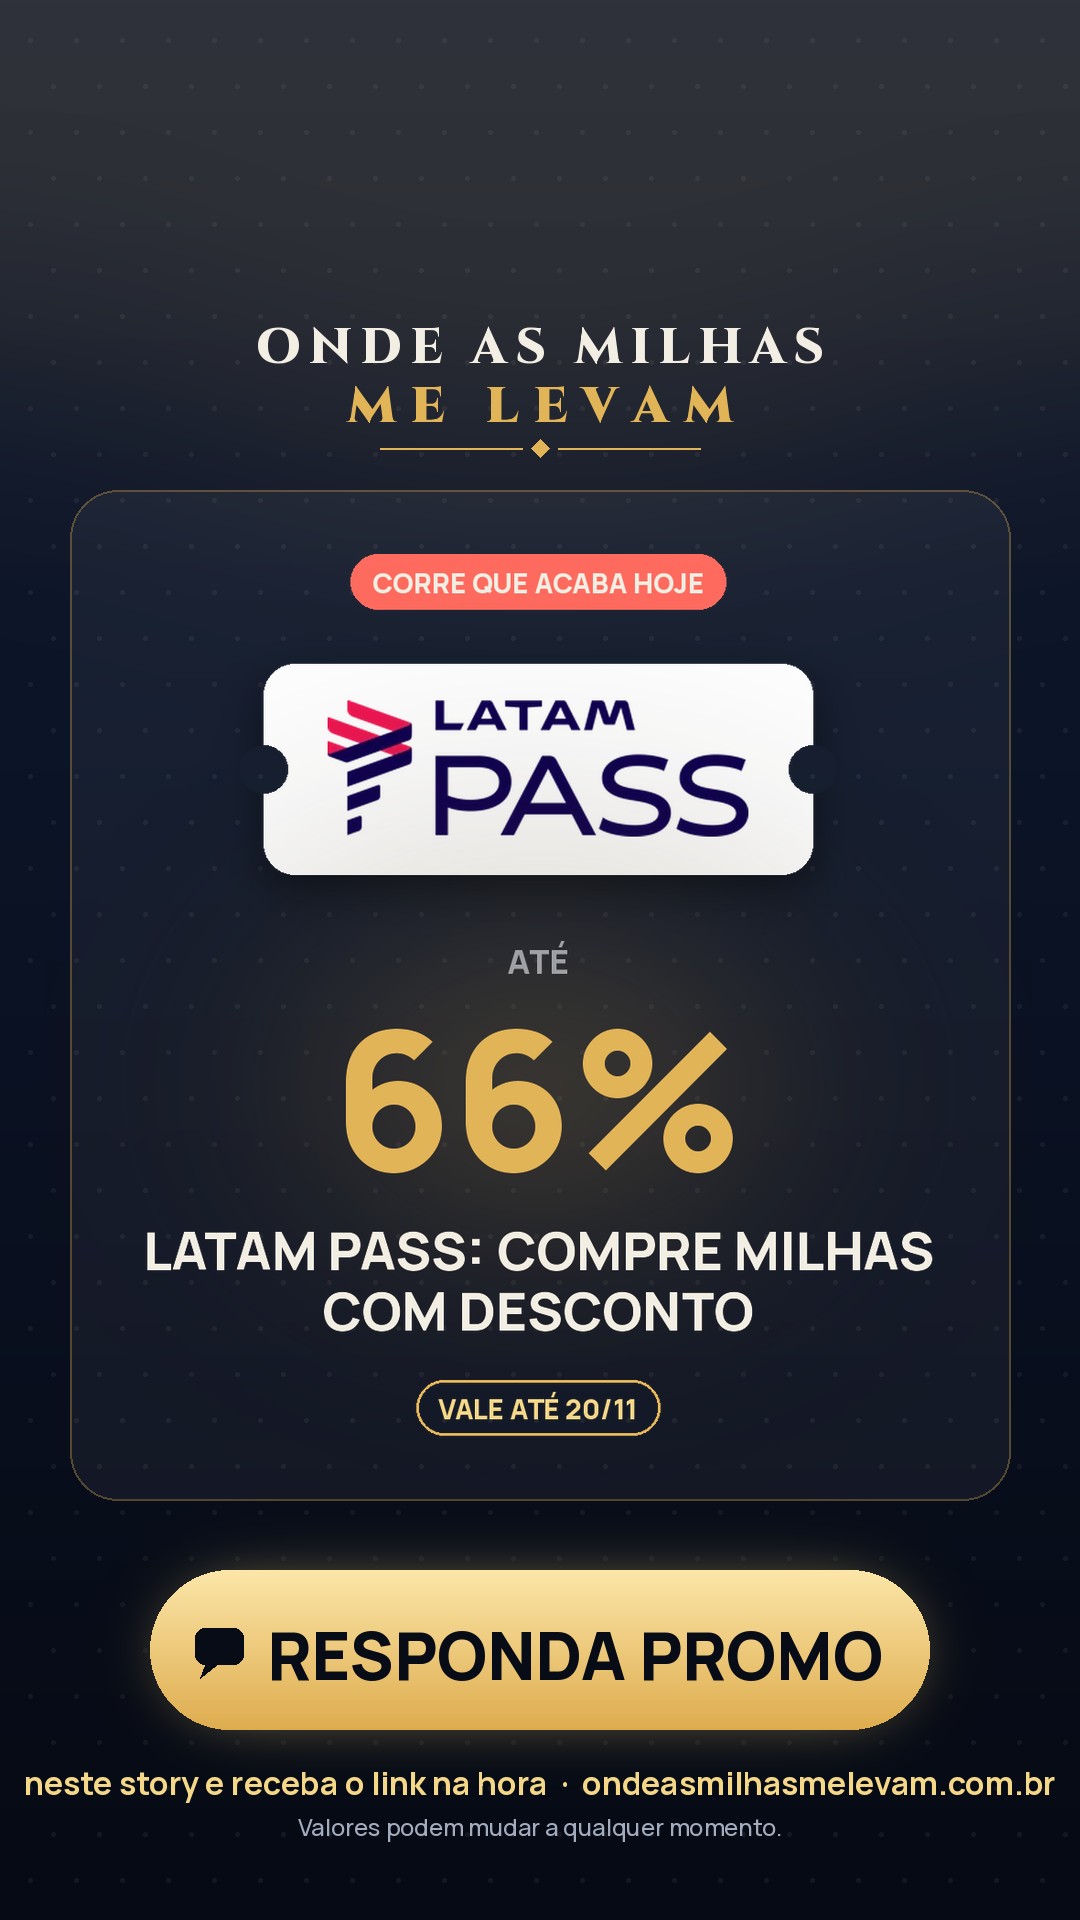 ONDE AS MILHAS
ME LEVAM
CORRE QUE ACABA HOJE
LATAM
PASS
ATÉ
66%
LATAM PASS: COMPRE MILHAS
COM DESCONTO
VALE ATÉ 20/11
RESPONDA PROMO
neste story e receba o link na hora · ondeasmilhasmelevam.com.br
Valores podem mudar a qualquer momento.